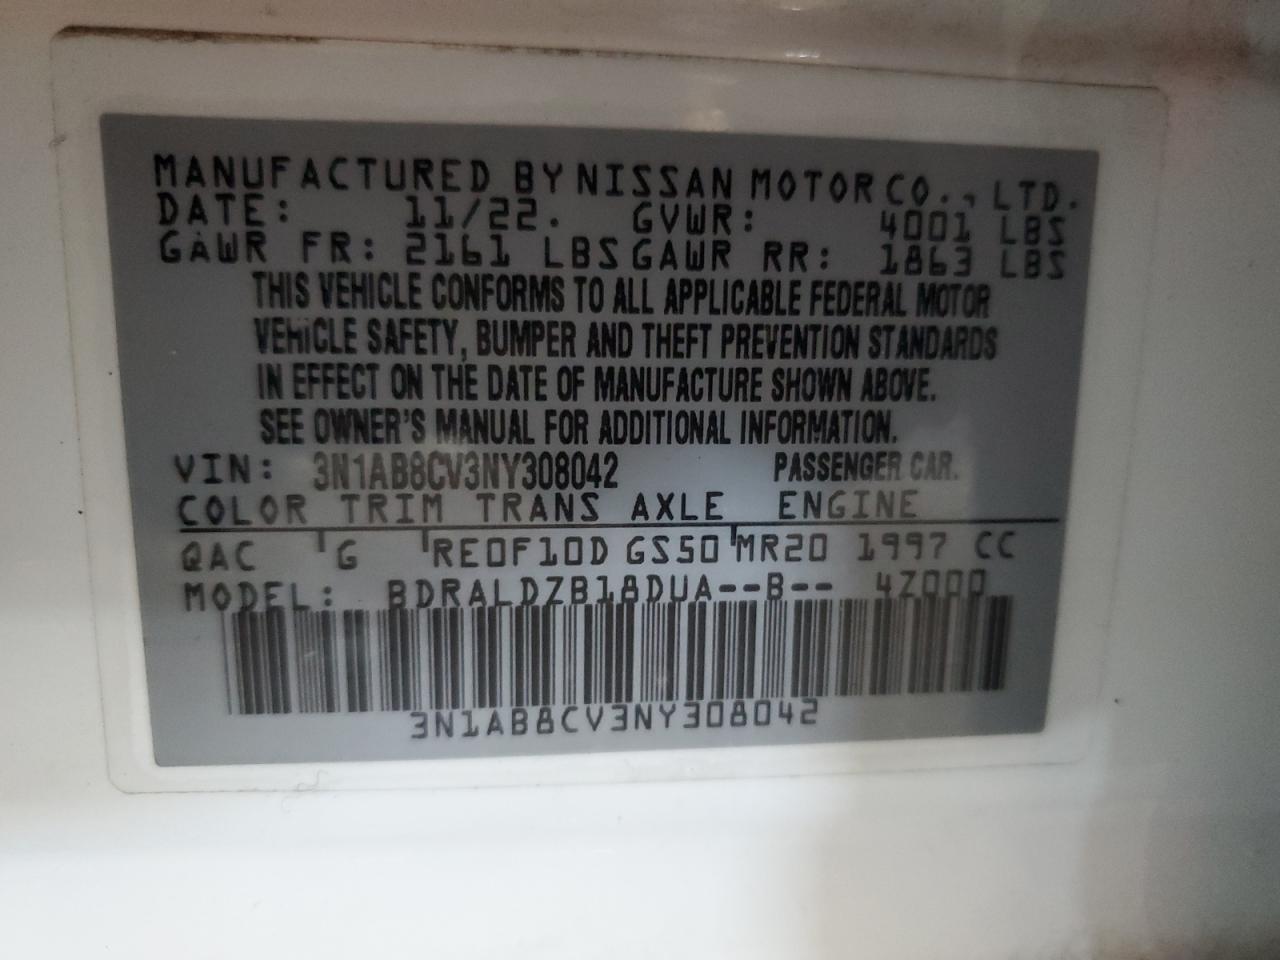 MANUFACTURED BY NISSAN MOTOR CO., LTD.
DATE: 11/22. GVWR: 4001 LBS
GAWR FR: 2161 LBS GAWR RR: 1863 LBS
THIS VEHICLE CONFORMS TO ALL APPLICABLE FEDERAL MOTOR
VEHICLE SAFETY, BUMPER AND THEFT PREVENTION STANDARDS
IN EFFECT ON THE DATE OF MANUFACTURE SHOWN ABOVE.
SEE OWNER'S MANUAL FOR ADDITIONAL INFORMATION.
VIN: 3N1AB8CV3NY308042 PASSENGER CAR.
COLOR TRIM TRANS AXLE ENGINE
QAC G RE0F10D GS50 MR20 1997 CC
MODEL: BDRALDZB18DUA--B-- 4Z000
3N1AB8CV3NY308042